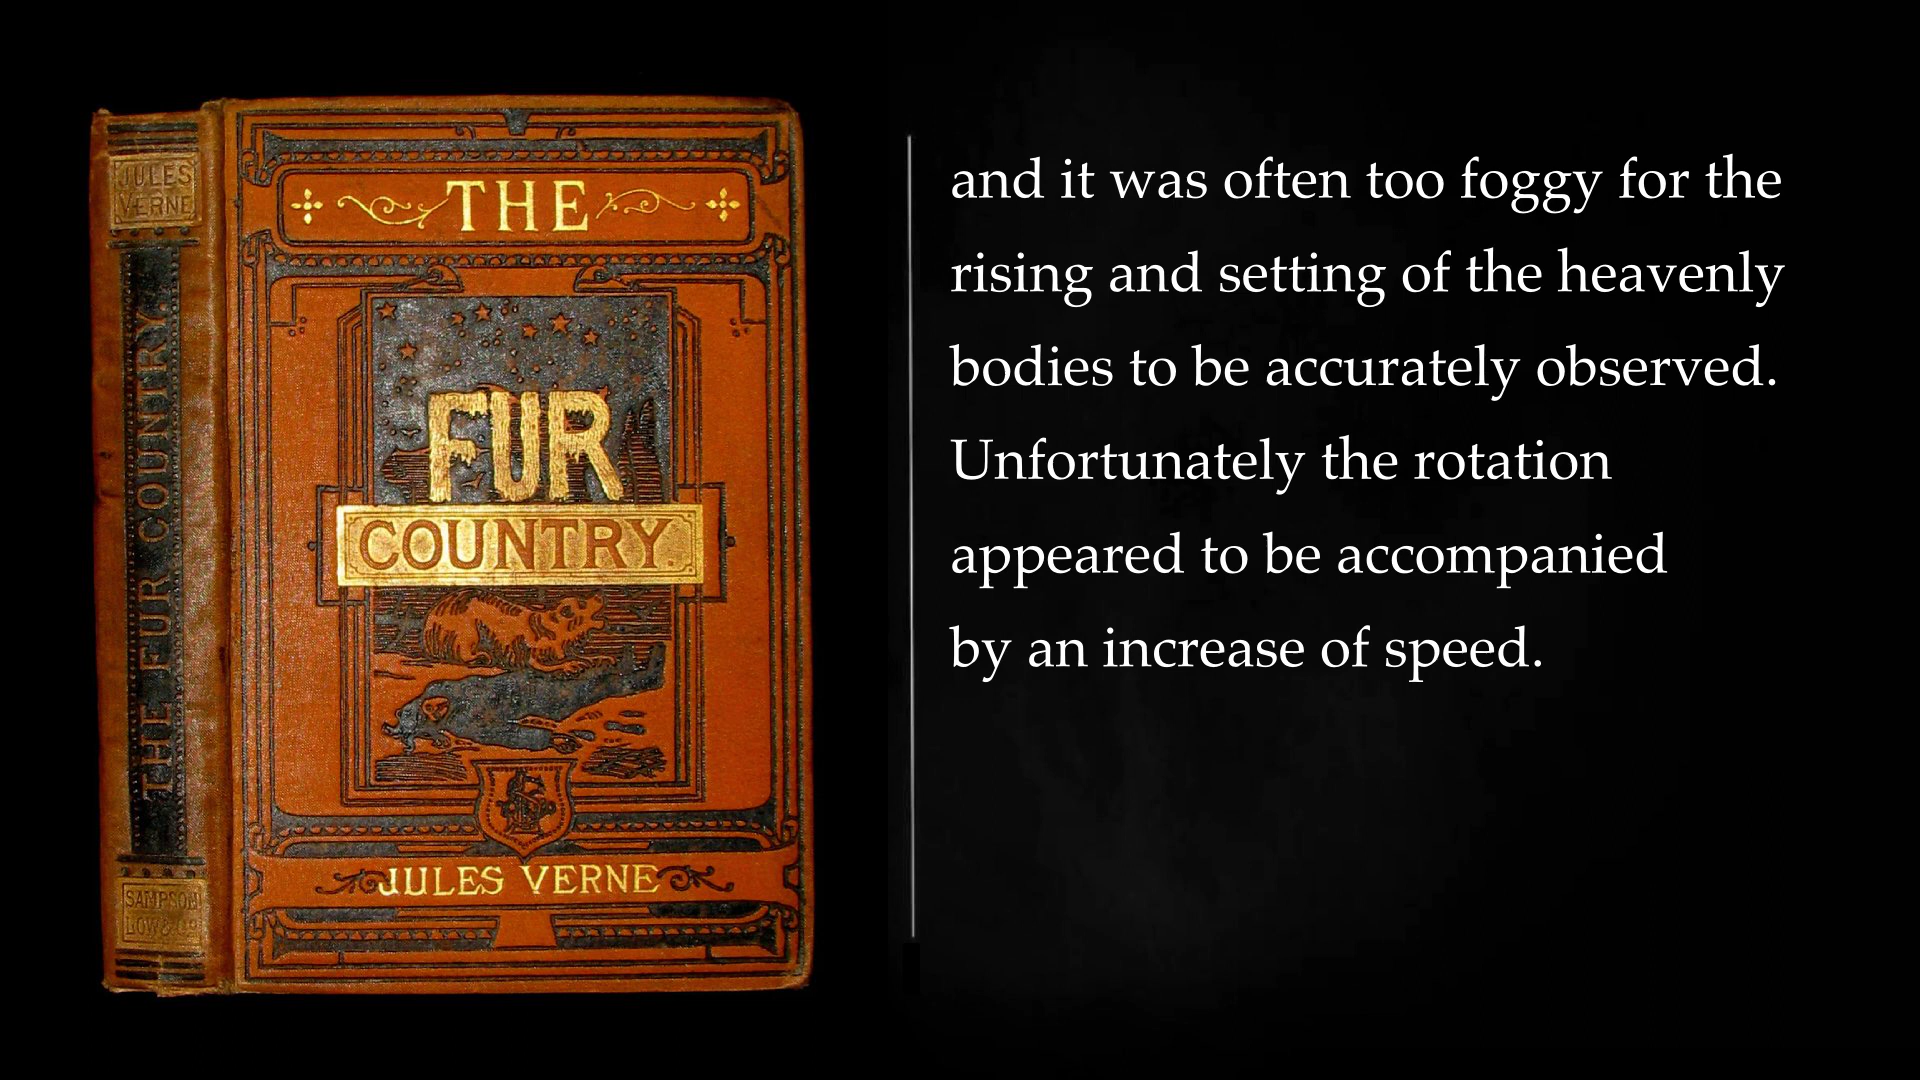 JULES
VERNE
THE FUR COUNTRY.
SAMPSON
LOW & Co
THE
FUR
COUNTRY.
JULES VERNE
and it was often too foggy for the
rising and setting of the heavenly
bodies to be accurately observed.
Unfortunately the rotation
appeared to be accompanied
by an increase of speed.